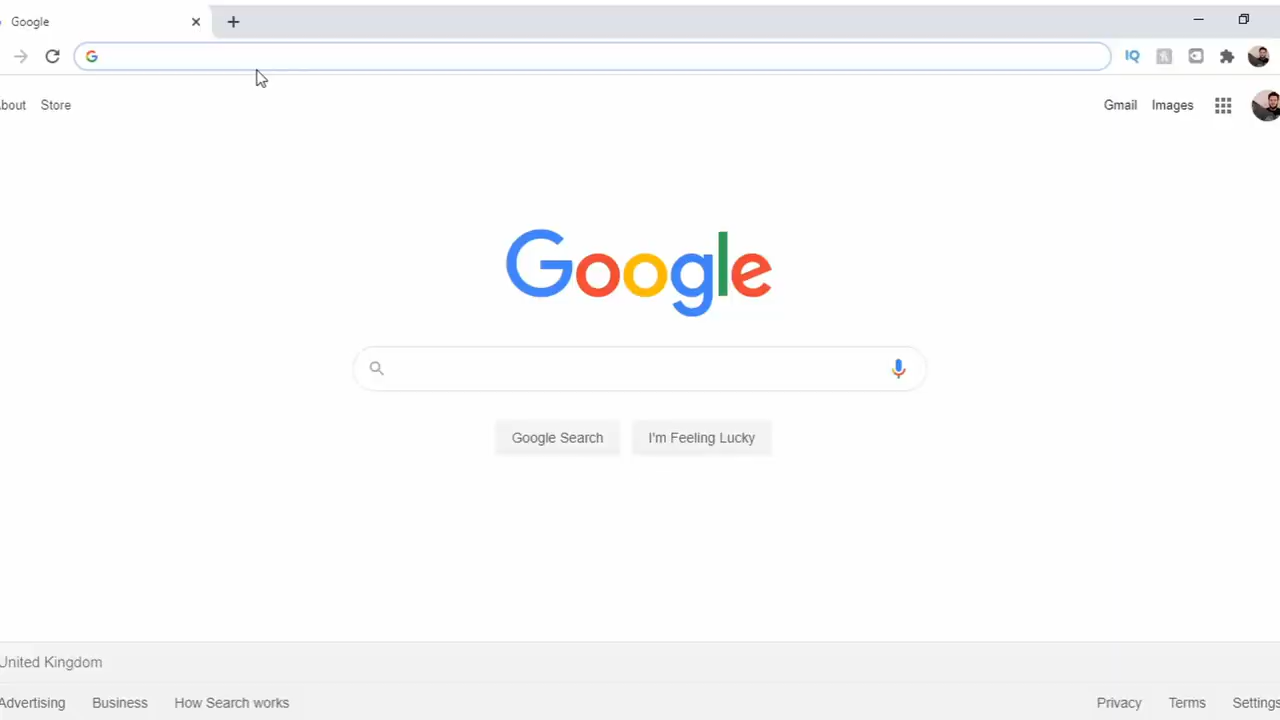 Google
IQ
About Store
Gmail Images
Google
Google Search I'm Feeling Lucky
United Kingdom
Advertising Business How Search works
Privacy Terms Settings